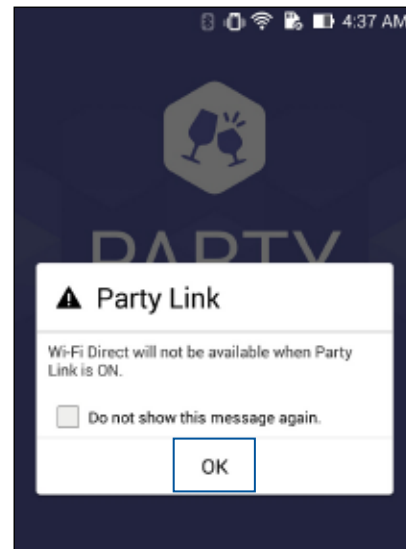 4:37 AM
PARTY
Party Link
Wi-Fi Direct will not be available when Party
Link is ON.
Do not show this message again.
OK